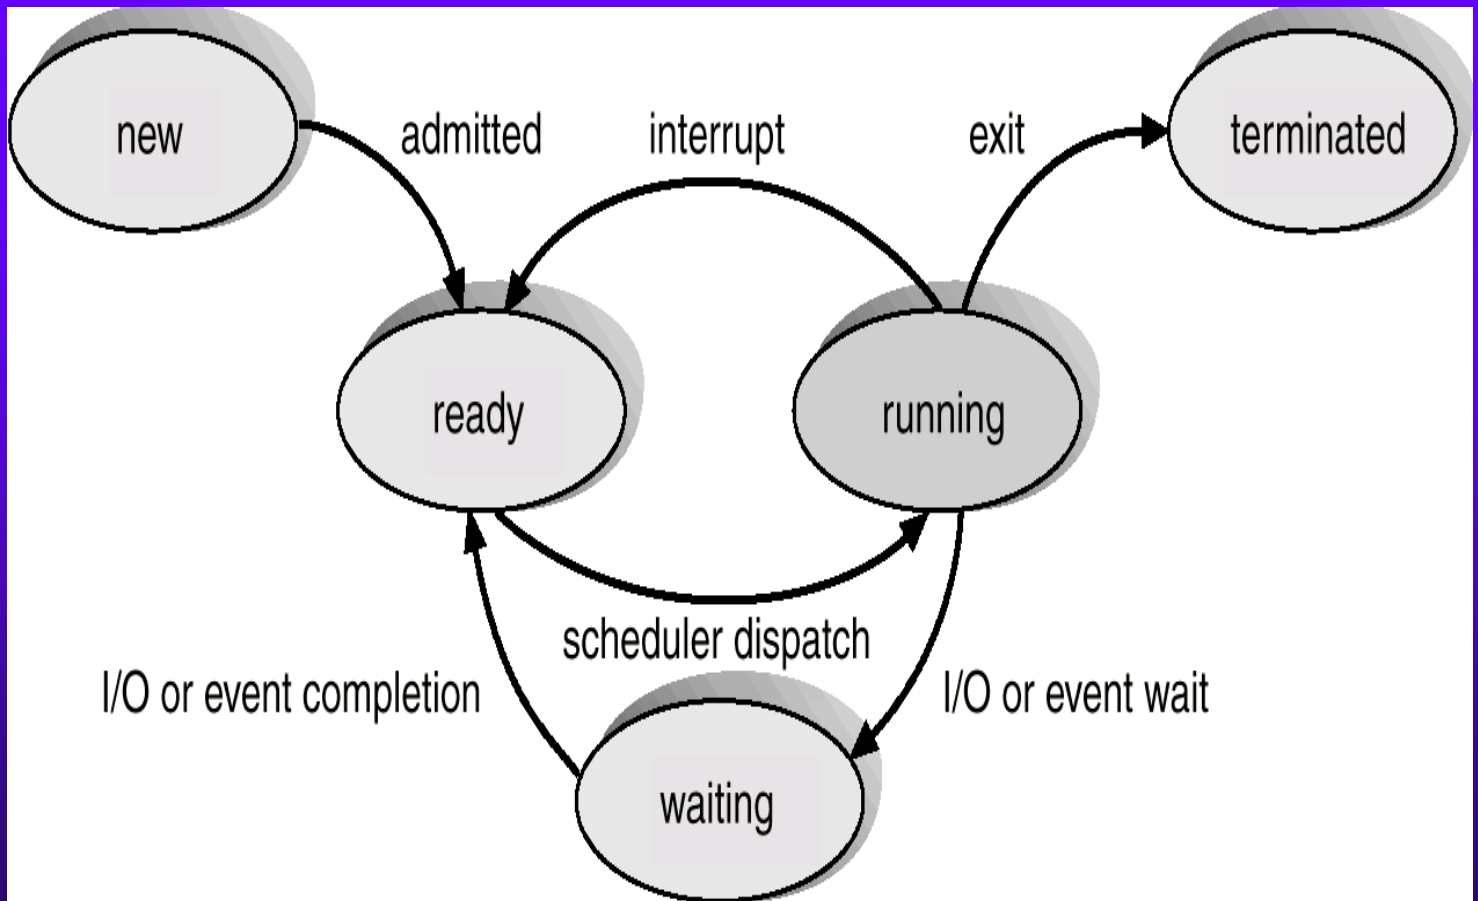 new
admitted
interrupt
exit
terminated
ready
running
scheduler dispatch
I/O or event completion
I/O or event wait
waiting